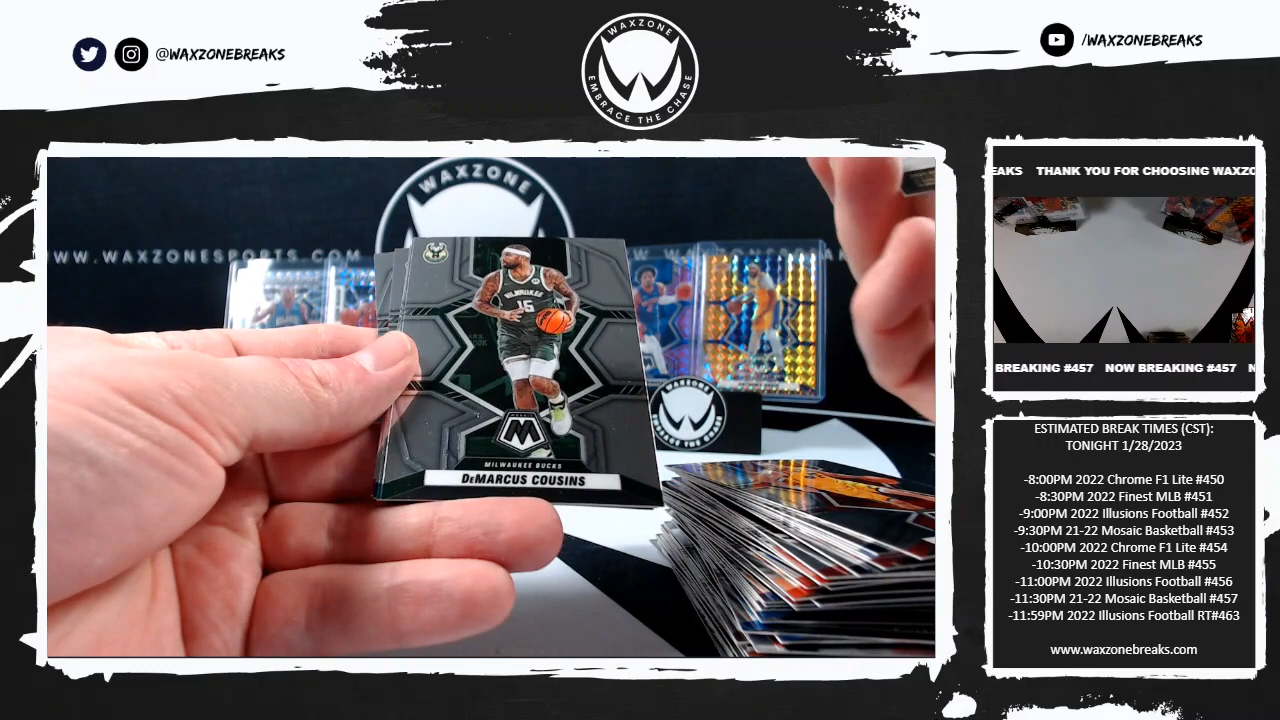 @WAXZONEBREAKS
WAXZONE
EMBRACE THE CHASE
/WAXZONEBREAKS
WAXZONE
WWW.WAXZONESPORTS.COM
MILWAUKEE
15
MOSAIC
MILWAUKEE BUCKS
DeMARCUS COUSINS
WAXZONE
EMBRACE THE CHASE
EAKS THANK YOU FOR CHOOSING WAXZO
BREAKING #457 NOW BREAKING #457 N
ESTIMATED BREAK TIMES (CST):
TONIGHT 1/28/2023
-8:00PM 2022 Chrome F1 Lite #450
-8:30PM 2022 Finest MLB #451
-9:00PM 2022 Illusions Football #452
-9:30PM 21-22 Mosaic Basketball #453
-10:00PM 2022 Chrome F1 Lite #454
-10:30PM 2022 Finest MLB #455
-11:00PM 2022 Illusions Football #456
-11:30PM 21-22 Mosaic Basketball #457
-11:59PM 2022 Illusions Football RT#463
www.waxzonebreaks.com